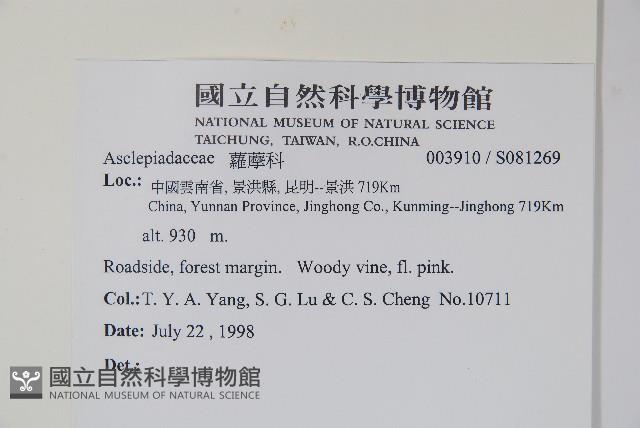 國立自然科學博物館
NATIONAL MUSEUM OF NATURAL SCIENCE
TAICHUNG, TAIWAN, R.O.CHINA
Asclepiadaceae 蘿藦科 003910 / S081269
Loc.: 中國雲南省, 景洪縣, 昆明--景洪 719Km
China, Yunnan Province, Jinghong Co., Kunming--Jinghong 719Km
alt. 930 m.
Roadside, forest margin. Woody vine, fl. pink.
Col.: T. Y. A. Yang, S. G. Lu & C. S. Cheng No.10711
Date: July 22 , 1998
Det.:
國立自然科學博物館
NATIONAL MUSEUM OF NATURAL SCIENCE